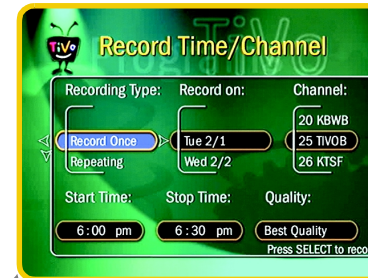 TiVo
Record Time/Channel
Recording Type: Record on: Channel:
20 KBWB
Record Once Tue 2/1 25 TIVOB
Repeating Wed 2/2 26 KTSF
Start Time: Stop Time: Quality:
6:00 pm 6:30 pm Best Quality
Press SELECT to reco